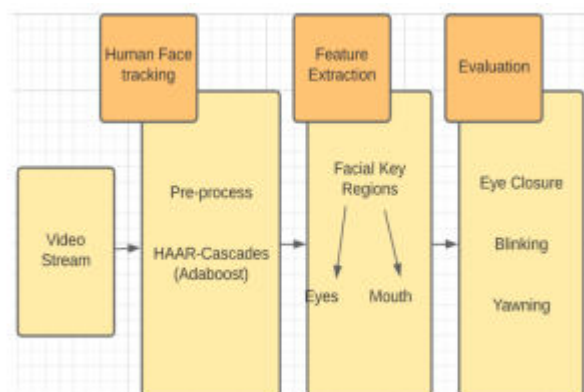 Human Face
tracking
Feature
Extraction
Evaluation
Video
Stream
Pre-process
HAAR-Cascades
(Adaboost)
Facial Key
Regions
Eyes
Mouth
Eye Closure
Blinking
Yawning